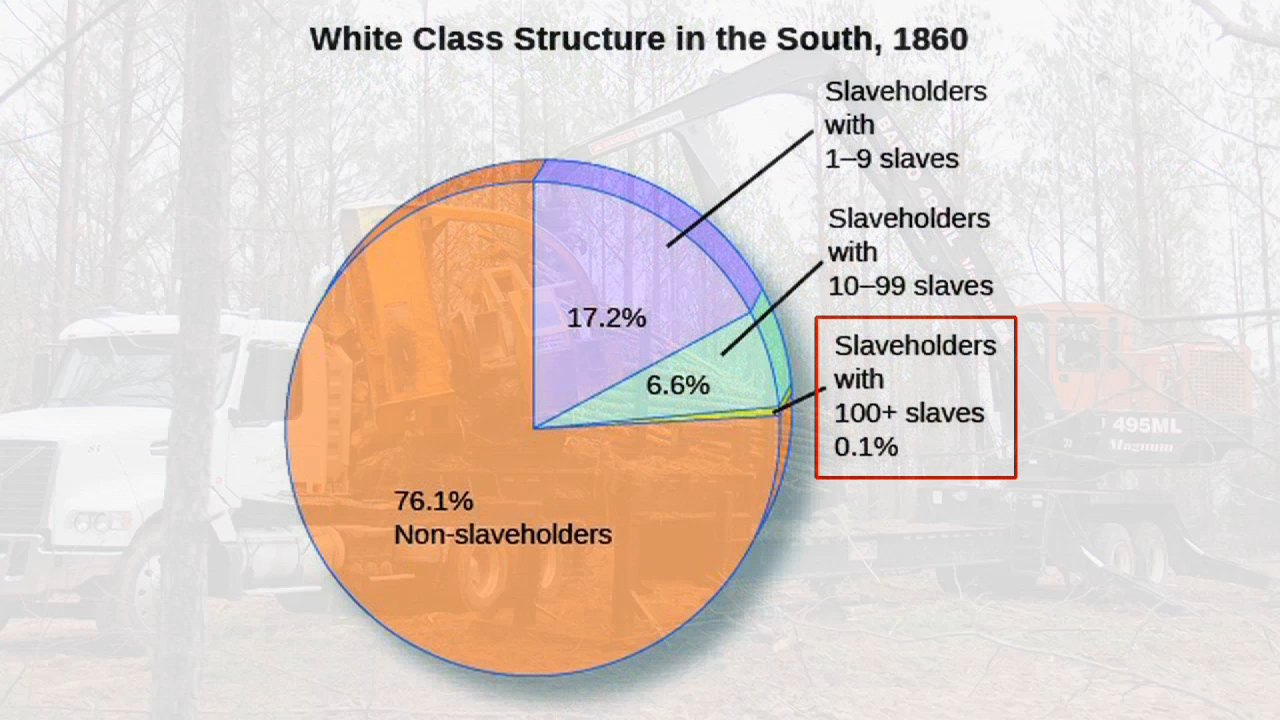 White Class Structure in the South, 1860
Slaveholders
with
1–9 slaves
Slaveholders
with
10–99 slaves
Slaveholders
with
100+ slaves
0.1%
17.2%
6.6%
76.1%
Non-slaveholders
495ML
Magnum